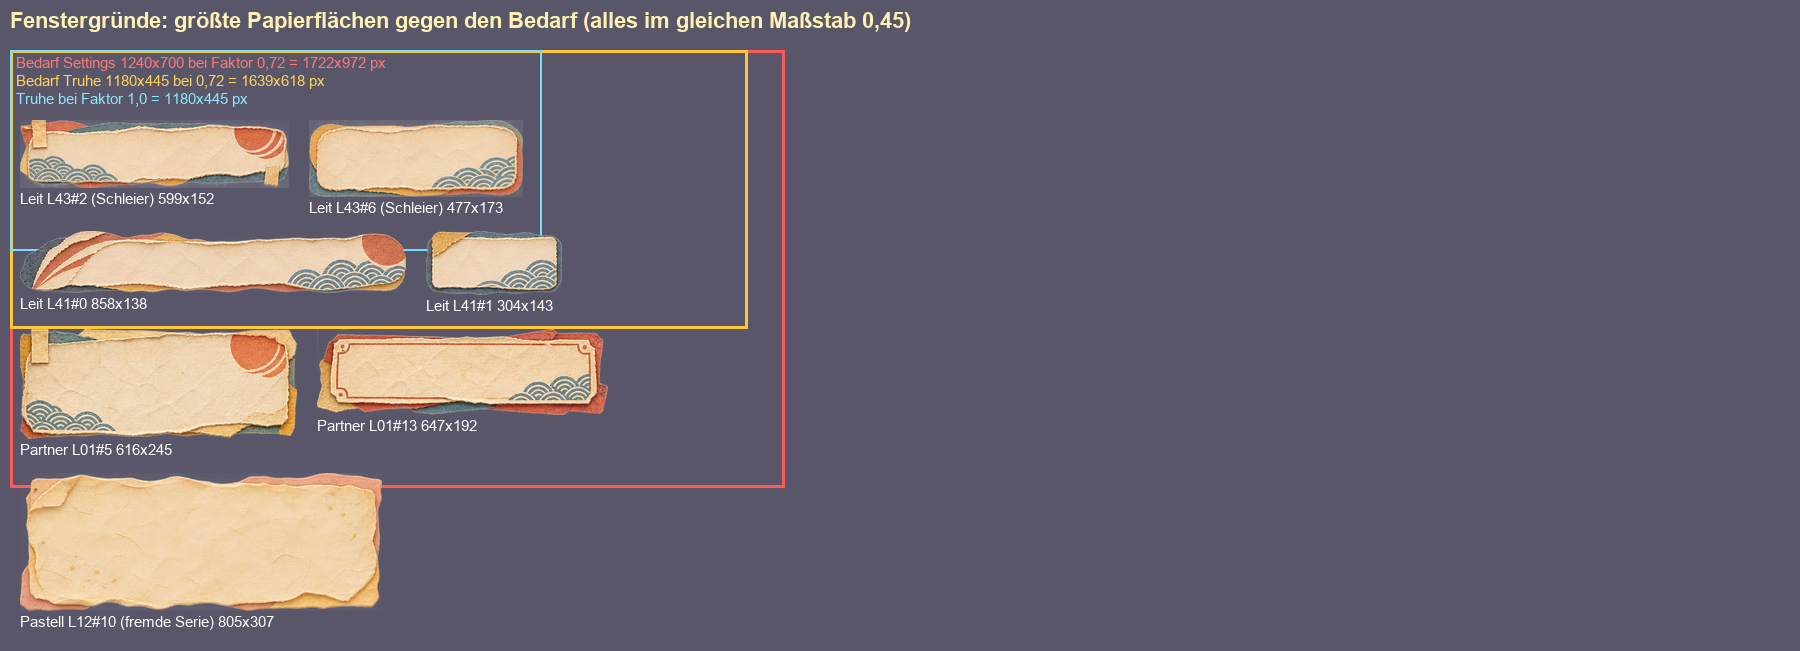 Fenstergründe: größte Papierflächen gegen den Bedarf (alles im gleichen Maßstab 0,45)
Bedarf Settings 1240x700 bei Faktor 0,72 = 1722x972 px
Bedarf Truhe 1180x445 bei 0,72 = 1639x618 px
Truhe bei Faktor 1,0 = 1180x445 px
Leit L43#2 (Schleier) 599x152
Leit L43#6 (Schleier) 477x173
Leit L41#0 858x138
Leit L41#1 304x143
Partner L01#5 616x245
Partner L01#13 647x192
Pastell L12#10 (fremde Serie) 805x307